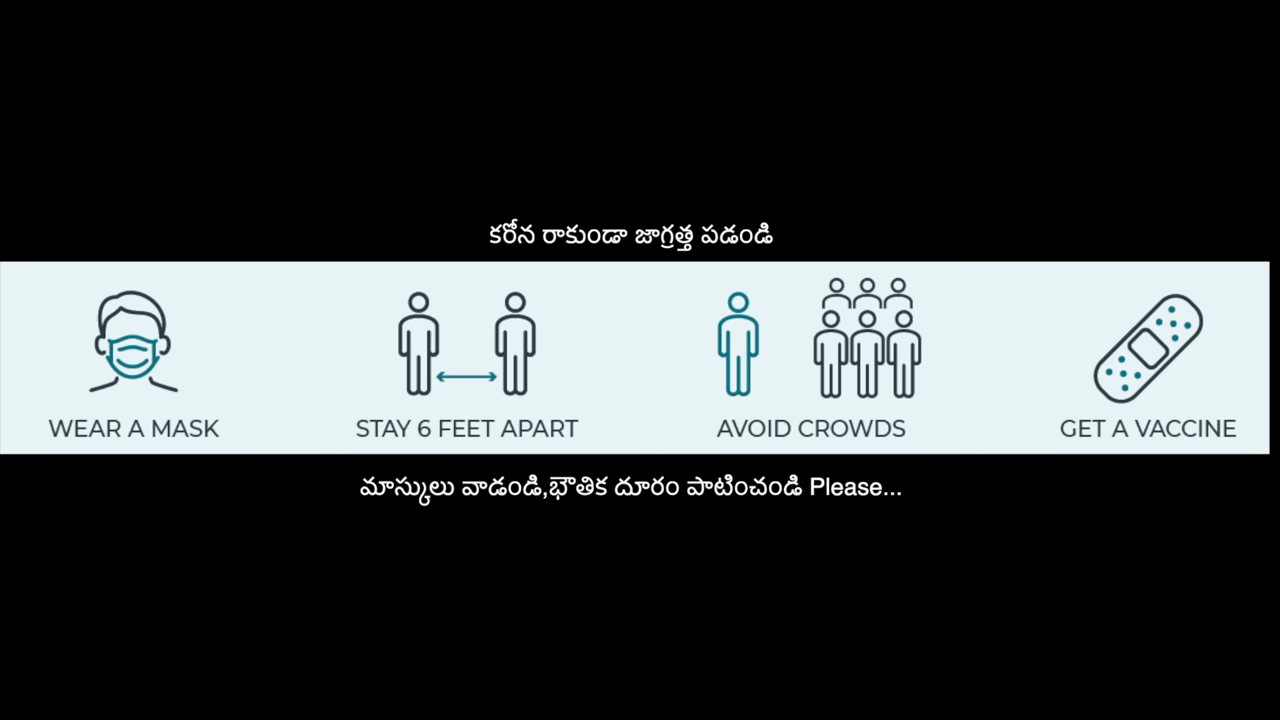 కరోన రాకుండా జాగ్రత్త పడండి
WEAR A MASK
STAY 6 FEET APART
AVOID CROWDS
GET A VACCINE
మాస్కులు వాడండి,భౌతిక దూరం పాటించండి Please...